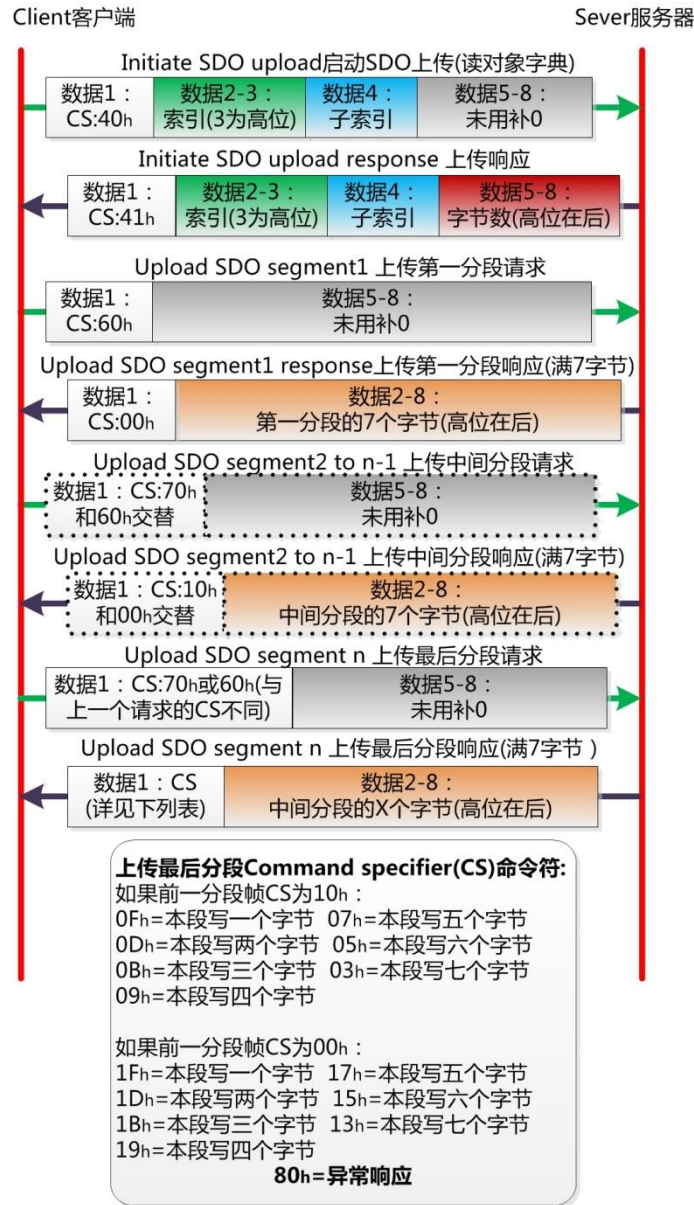 Client客户端
Sever服务器
Initiate SDO upload启动SDO上传(读对象字典)
数据1：
CS:40h
数据2-3：
索引(3为高位)
数据4：
子索引
数据5-8：
未用补0
Initiate SDO upload response 上传响应
数据1：
CS:41h
数据2-3：
索引(3为高位)
数据4：
子索引
数据5-8：
字节数(高位在后)
Upload SDO segment1 上传第一分段请求
数据1：
CS:60h
数据5-8：
未用补0
Upload SDO segment1 response上传第一分段响应(满7字节)
数据1：
CS:00h
数据2-8：
第一分段的7个字节(高位在后)
Upload SDO segment2 to n-1 上传中间分段请求
数据1：CS:70h
和60h交替
数据5-8：
未用补0
Upload SDO segment2 to n-1 上传中间分段响应(满7字节)
数据1：CS:10h
和00h交替
数据2-8：
中间分段的7个字节(高位在后)
Upload SDO segment n 上传最后分段请求
数据1：CS:70h或60h(与
上一个请求的CS不同)
数据5-8：
未用补0
Upload SDO segment n 上传最后分段响应(满7字节 )
数据1：CS
(详见下列表)
数据2-8：
中间分段的X个字节(高位在后)
上传最后分段Command specifier(CS)命令符:
如果前一分段帧CS为10h：
0Fh=本段写一个字节 07h=本段写五个字节
0Dh=本段写两个字节 05h=本段写六个字节
0Bh=本段写三个字节 03h=本段写七个字节
09h=本段写四个字节
如果前一分段帧CS为00h：
1Fh=本段写一个字节 17h=本段写五个字节
1Dh=本段写两个字节 15h=本段写六个字节
1Bh=本段写三个字节 13h=本段写七个字节
19h=本段写四个字节
80h=异常响应